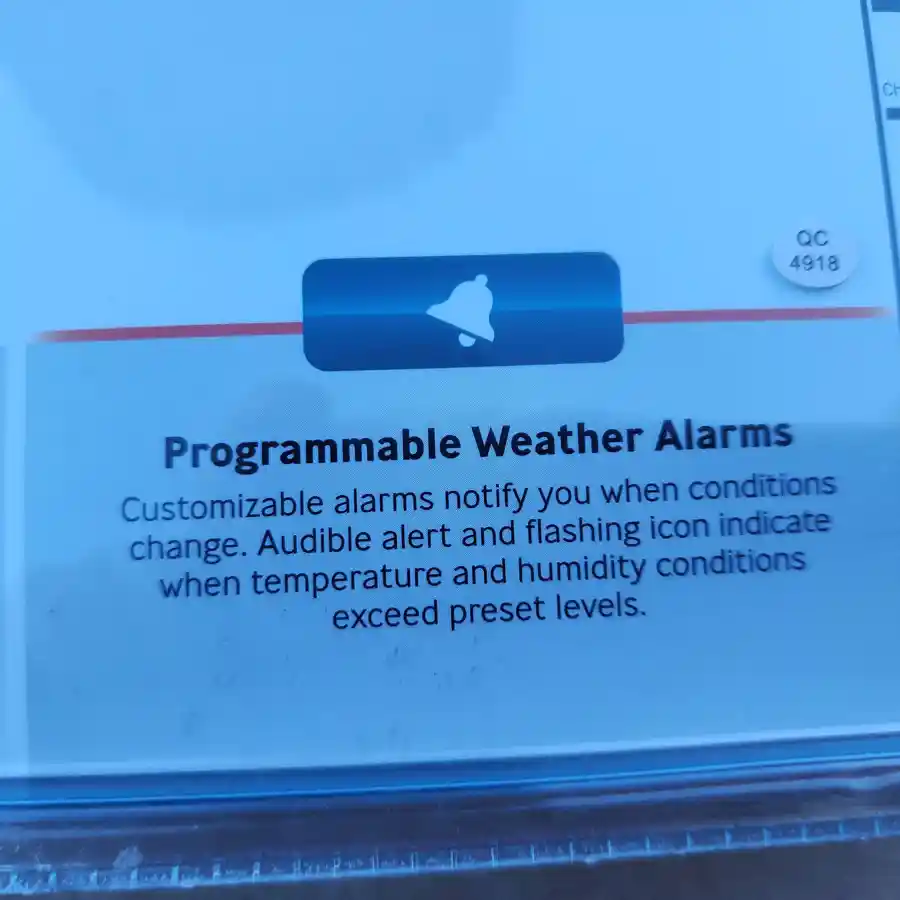 CH
QC
4918
Programmable Weather Alarms
Customizable alarms notify you when conditions
change. Audible alert and flashing icon indicate
when temperature and humidity conditions
exceed preset levels.